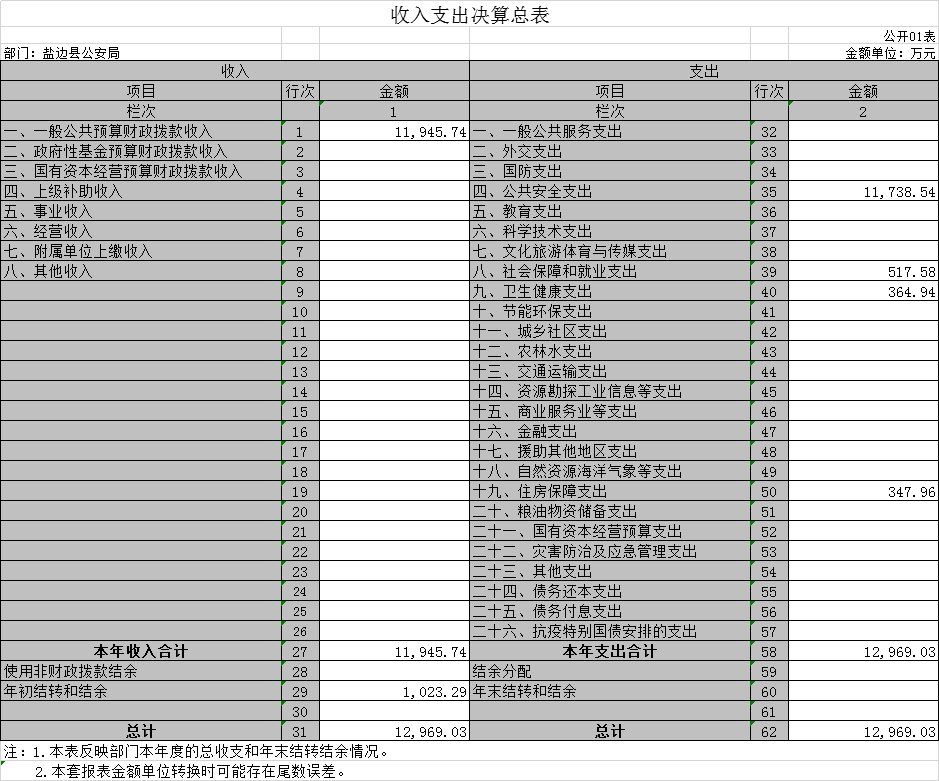 收入支出决算总表
公开01表
部门：盐边县公安局 金额单位：万元
收入 支出
项目 行次 金额 项目 行次 金额
栏次 1 栏次 2
一、一般公共预算财政拨款收入 1 11,945.74 一、一般公共服务支出 32
二、政府性基金预算财政拨款收入 2 二、外交支出 33
三、国有资本经营预算财政拨款收入 3 三、国防支出 34
四、上级补助收入 4 四、公共安全支出 35 11,738.54
五、事业收入 5 五、教育支出 36
六、经营收入 6 六、科学技术支出 37
七、附属单位上缴收入 7 七、文化旅游体育与传媒支出 38
八、其他收入 8 八、社会保障和就业支出 39 517.58
9 九、卫生健康支出 40 364.94
10 十、节能环保支出 41
11 十一、城乡社区支出 42
12 十二、农林水支出 43
13 十三、交通运输支出 44
14 十四、资源勘探工业信息等支出 45
15 十五、商业服务业等支出 46
16 十六、金融支出 47
17 十七、援助其他地区支出 48
18 十八、自然资源海洋气象等支出 49
19 十九、住房保障支出 50 347.96
20 二十、粮油物资储备支出 51
21 二十一、国有资本经营预算支出 52
22 二十二、灾害防治及应急管理支出 53
23 二十三、其他支出 54
24 二十四、债务还本支出 55
25 二十五、债务付息支出 56
26 二十六、抗疫特别国债安排的支出 57
本年收入合计 27 11,945.74 本年支出合计 58 12,969.03
使用非财政拨款结余 28 结余分配 59
年初结转和结余 29 1,023.29 年末结转和结余 60
30 61
总计 31 12,969.03 总计 62 12,969.03
注：1.本表反映部门本年度的总收支和年末结转结余情况。
2.本套报表金额单位转换时可能存在尾数误差。